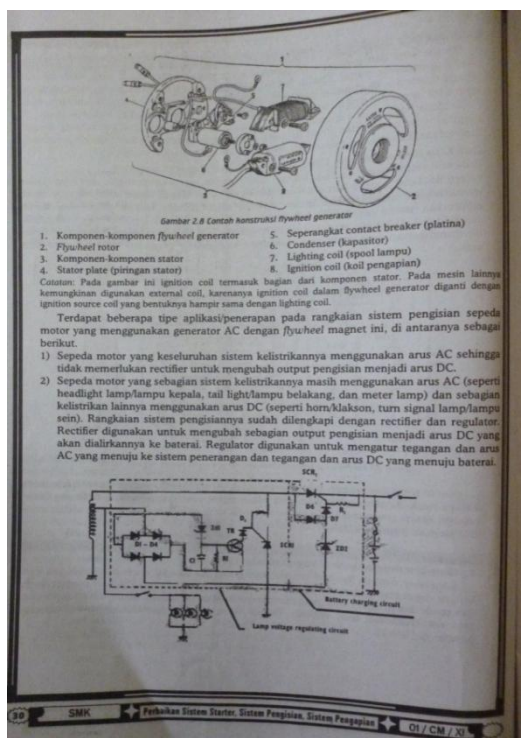 Gambar 2.8 Contoh konstruksi flywheel generator
1. Komponen-komponen flywheel generator
2. Flywheel rotor
3. Komponen-komponen stator
4. Stator plate (piringan stator)
5. Seperangkat contact breaker (platina)
6. Condenser (kapasitor)
7. Lighting coil (spool lampu)
8. Ignition coil (koil pengapian)
Catatan: Pada gambar ini ignition coil termasuk bagian dari komponen stator. Pada mesin lainnya
kemungkinan digunakan external coil, karenanya ignition coil dalam flywheel generator diganti dengan
ignition source coil yang bentuknya hampir sama dengan lighting coil.
Terdapat beberapa tipe aplikasi/penerapan pada rangkaian sistem pengisian sepeda
motor yang menggunakan generator AC dengan flywheel magnet ini, di antaranya sebagai
berikut.
1) Sepeda motor yang keseluruhan sistem kelistrikannya menggunakan arus AC sehingga
tidak memerlukan rectifier untuk mengubah output pengisian menjadi arus DC.
2) Sepeda motor yang sebagian sistem kelistrikannya masih menggunakan arus AC (seperti
headlight lamp/lampu kepala, tail light/lampu belakang, dan meter lamp) dan sebagian
kelistrikan lainnya menggunakan arus DC (seperti horn/klakson, turn signal lamp/lampu
sein). Rangkaian sistem pengisiannya sudah dilengkapi dengan rectifier dan regulator.
Rectifier digunakan untuk mengubah sebagian output pengisian menjadi arus DC yang
akan dialirkannya ke baterai. Regulator digunakan untuk mengatur tegangan dan arus
AC yang menuju ke sistem penerangan dan tegangan dan arus DC yang menuju baterai.
SCR
D6
D7
TR
SCR1
ZD2
D1 - D4
Battery charging circuit
Lamp voltage regulating circuit
30 SMK Perbaikan Sistem Starter, Sistem Pengisian, Sistem Pengapian 01 / CM / XI